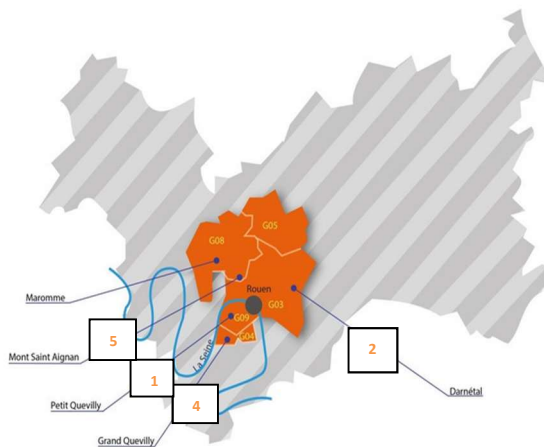 G05
G08
Rouen
Maromme
G03
G09
5
G04
La Seine
2
Mont Saint Aignan
1
Darnétal
Petit Quevilly
4
Grand Quevilly